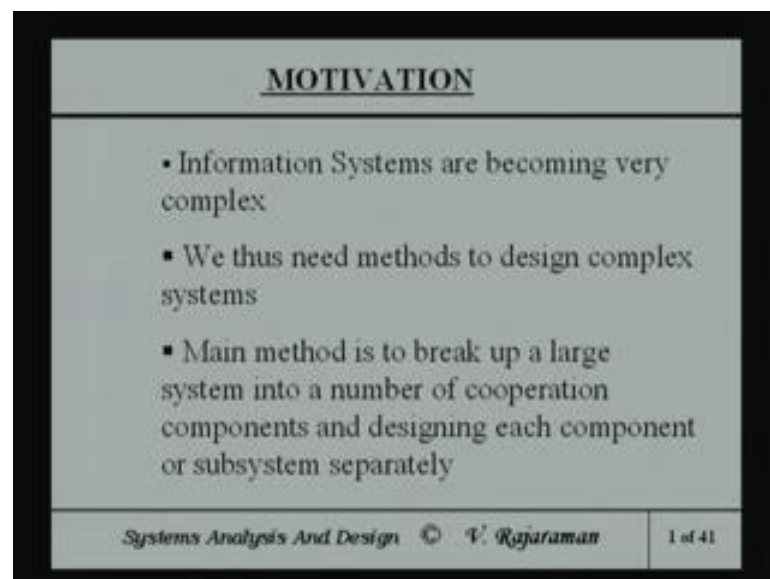 MOTIVATION
▪ Information Systems are becoming very
complex
▪ We thus need methods to design complex
systems
▪ Main method is to break up a large
system into a number of cooperation
components and designing each component
or subsystem separately
Systems Analysis And Design © V. Rajaraman
1 of 41